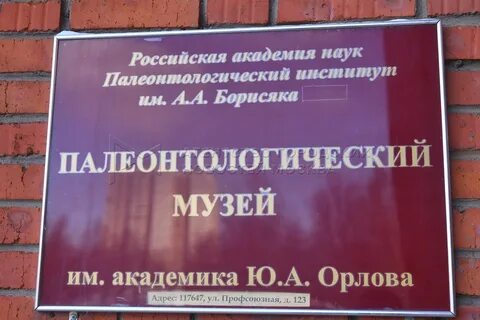 Российская академия наук
Палеонтологический институт
им. А.А. Борисяка
ПАЛЕОНТОЛОГИЧЕСКИЙ
МУЗЕЙ
им. академика Ю.А. Орлова
Адрес: 117647, ул. Профсоюзная, д. 123